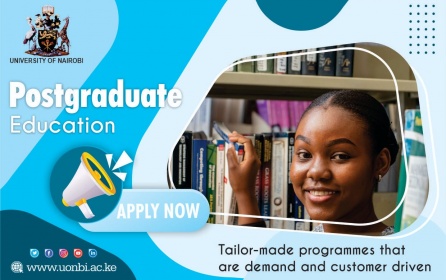 UNIVERSITY OF NAIROBI
Postgraduate
Education
APPLY NOW
www.uonbi.ac.ke
Tailor-made programmes that
are demand and customer driven